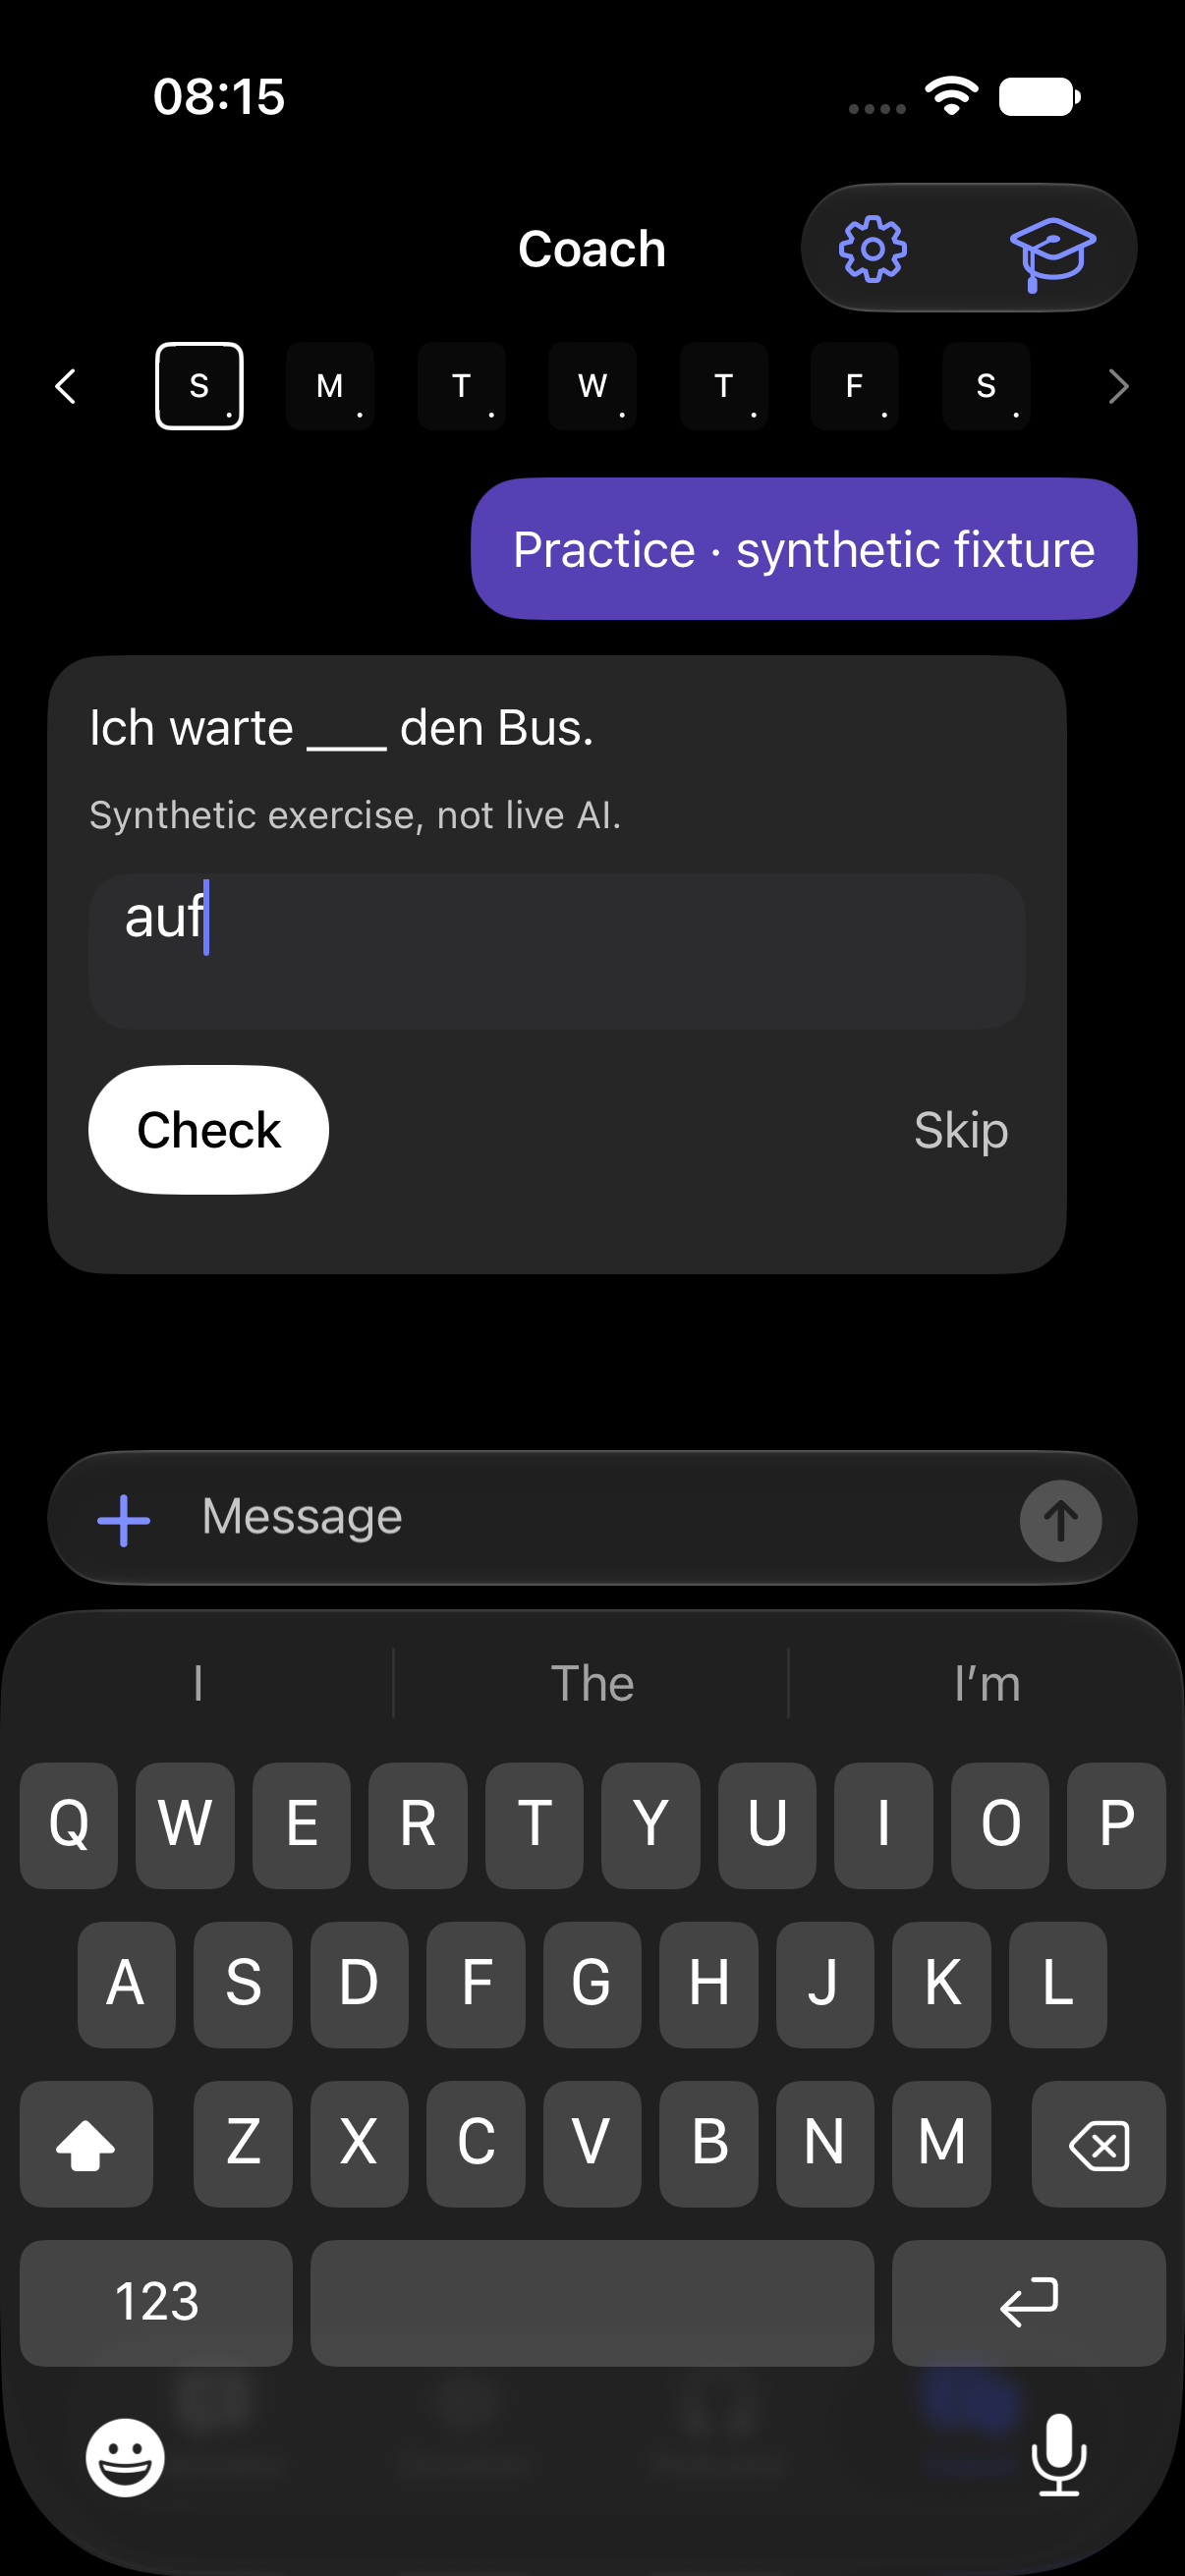 08:15
Coach
S. M. T. W. T. F. S.
Practice · synthetic fixture
Ich warte ____ den Bus.
Synthetic exercise, not live AI.
auf
Check Skip
Message
I The I’m
Q W E R T Y U I O P
A S D F G H J K L
Z X C V B N M
123